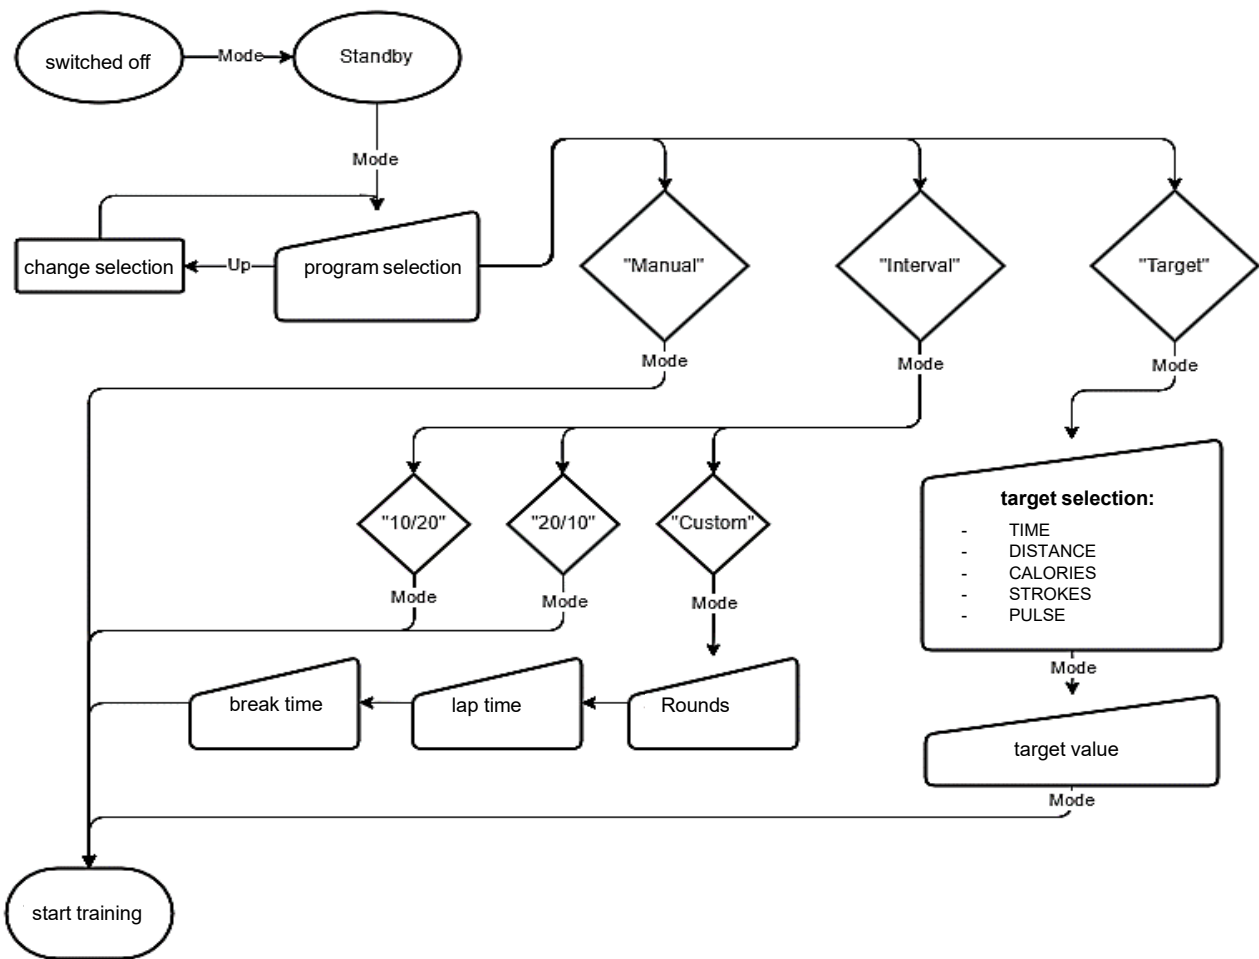 switched off
Mode
Standby
Mode
change selection
Up
program selection
"Manual"
"Interval"
"Target"
Mode
Mode
Mode
"10/20"
"20/10"
"Custom"
target selection:
- TIME
- DISTANCE
- CALORIES
- STROKES
- PULSE
Mode
Mode
Mode
Mode
break time
lap time
Rounds
target value
Mode
start training